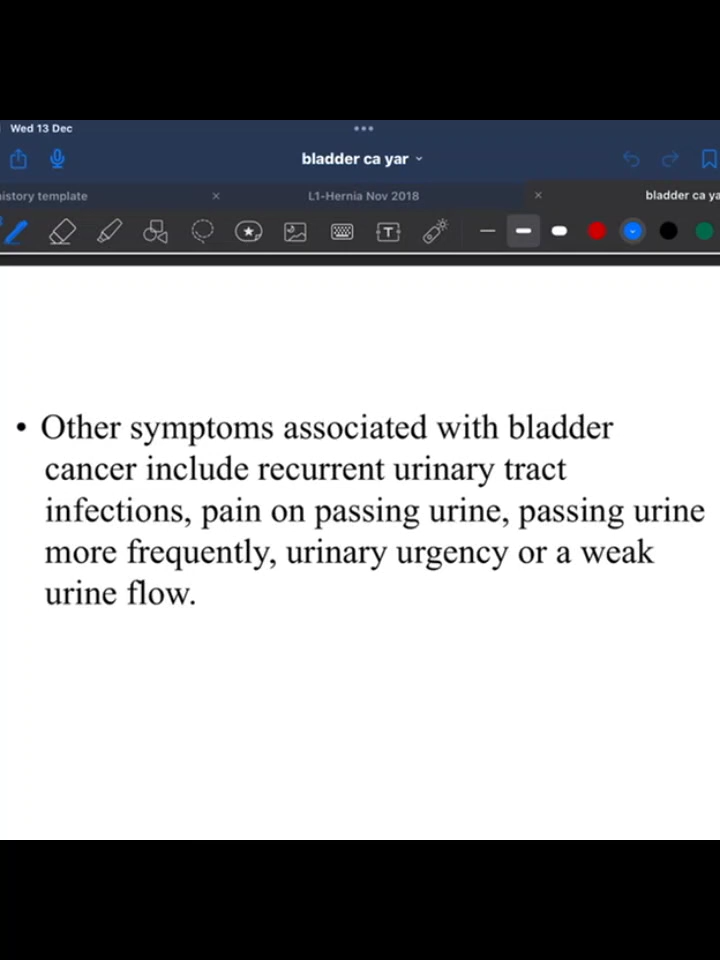 Wed 13 Dec
bladder ca yar
istory template
L1-Hernia Nov 2018
bladder ca ya
T
• Other symptoms associated with bladder
cancer include recurrent urinary tract
infections, pain on passing urine, passing urine
more frequently, urinary urgency or a weak
urine flow.